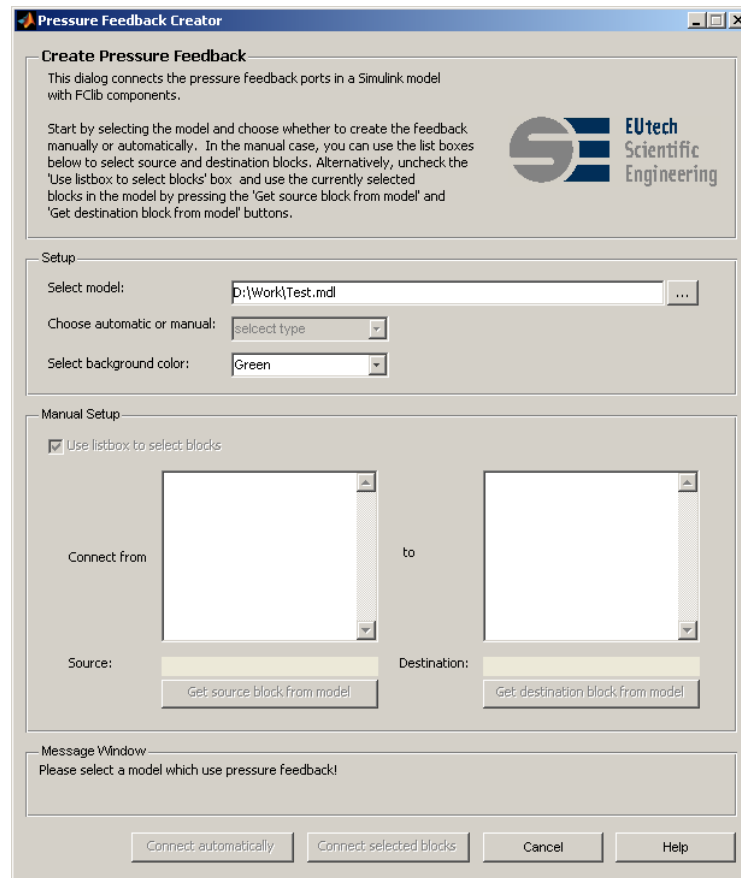 Pressure Feedback Creator
Create Pressure Feedback
This dialog connects the pressure feedback ports in a Simulink model
with FClib components.
Start by selecting the model and choose whether to create the feedback
manually or automatically. In the manual case, you can use the list boxes
below to select source and destination blocks. Alternatively, uncheck the
'Use listbox to select blocks' box and use the currently selected
blocks in the model by pressing the 'Get source block from model' and
'Get destination block from model' buttons.
EUtech
Scientific
Engineering
Setup
Select model:
D:\Work\Test.mdl
...
Choose automatic or manual:
selcect type
Select background color:
Green
Manual Setup
Use listbox to select blocks
Connect from
to
Source:
Destination:
Get source block from model
Get destination block from model
Message Window
Please select a model which use pressure feedback!
Connect automatically
Connect selected blocks
Cancel
Help